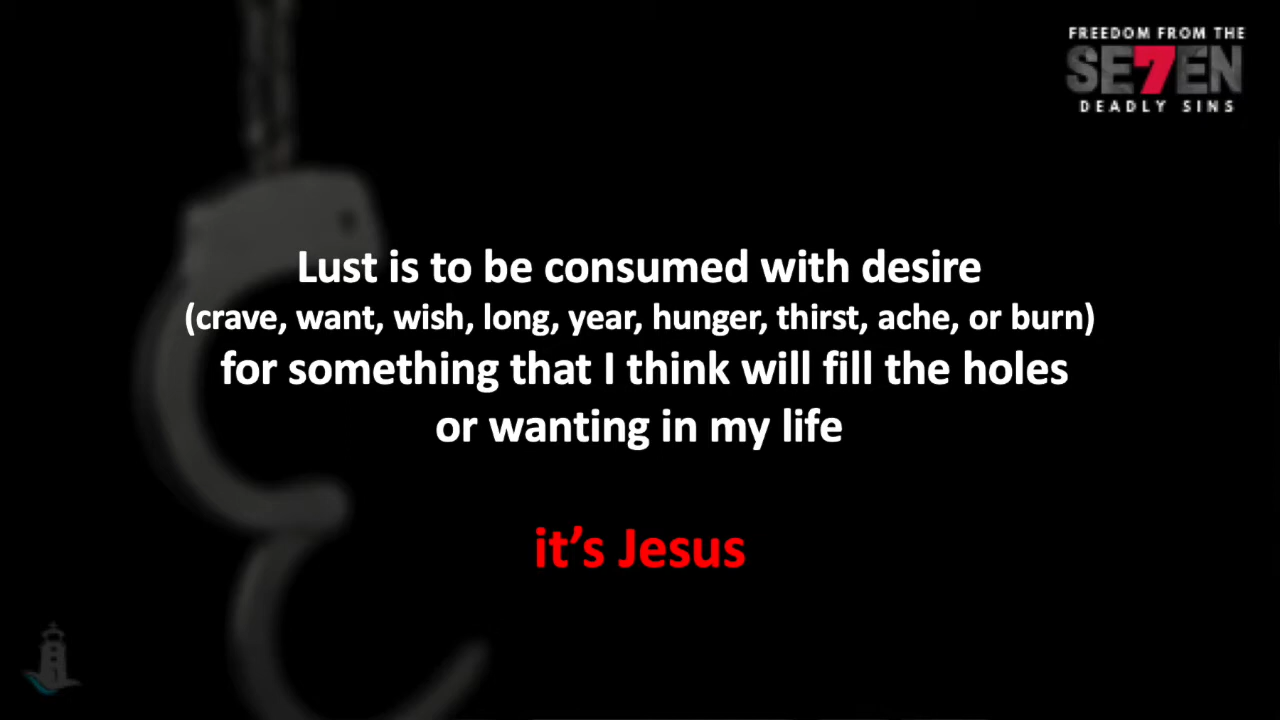 FREEDOM FROM THE
SE7EN
DEADLY SINS
Lust is to be consumed with desire
(crave, want, wish, long, year, hunger, thirst, ache, or burn)
for something that I think will fill the holes
or wanting in my life
it’s Jesus